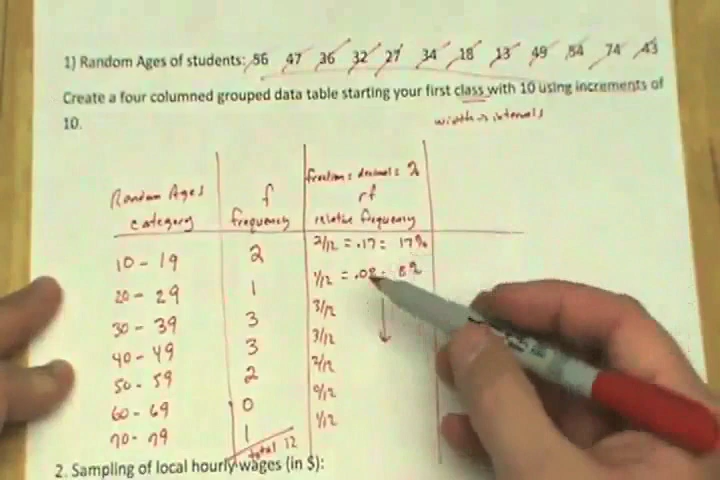 1) Random Ages of students: 56 47 36 32 27 34 18 13 49 54 74 43
Create a four columned grouped data table starting your first class with 10 using increments of
10.
width → intervals
fraction = decimal = %
Random Ages f rf
category frequency relative frequency
10 - 19 2 2/12 = .17 = 17%
20 - 29 1 1/12 = .08 = 8%
30 - 39 3 3/12
40 - 49 3 3/12
50 - 59 2 2/12
60 - 69 0 0/12
70 - 79 1 1/12
total 12
2. Sampling of local hourly wages (in $):